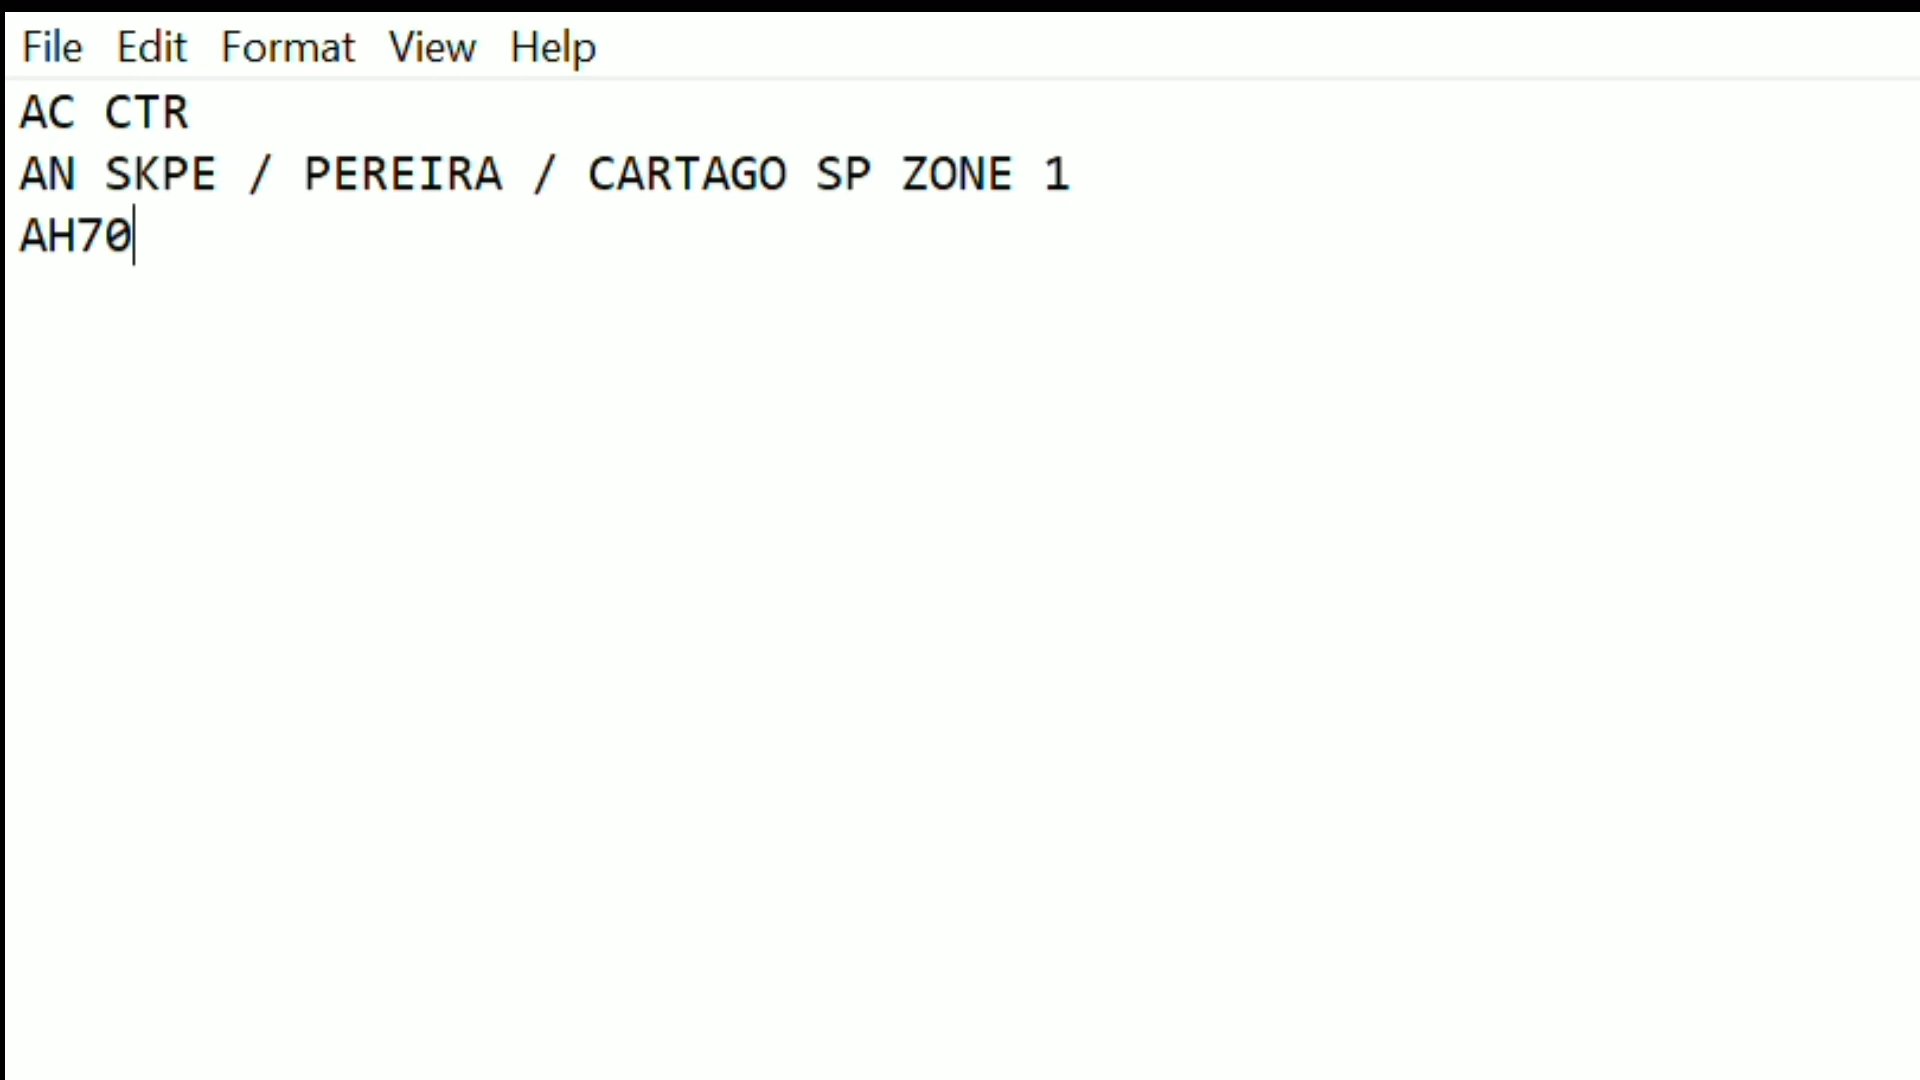 File Edit Format View Help
AC CTR
AN SKPE / PEREIRA / CARTAGO SP ZONE 1
AH70